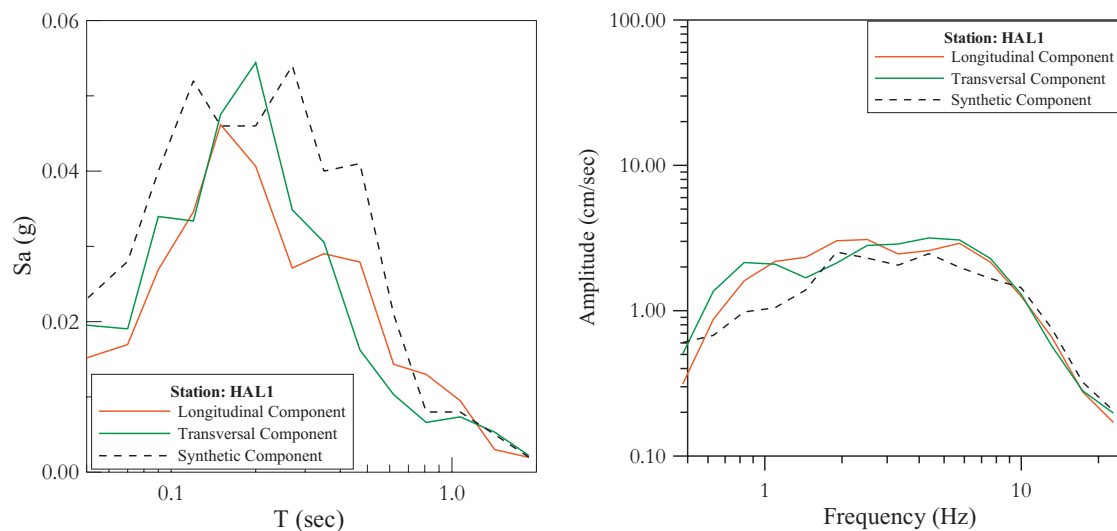 0.06
0.04
0.02
0.00
Sa (g)
0.1
1.0
T (sec)
Station: HAL1
Longitudinal Component
Transversal Component
Synthetic Component
100.00
10.00
1.00
0.10
Amplitude (cm/sec)
1
10
Frequency (Hz)
Station: HAL1
Longitudinal Component
Transversal Component
Synthetic Component